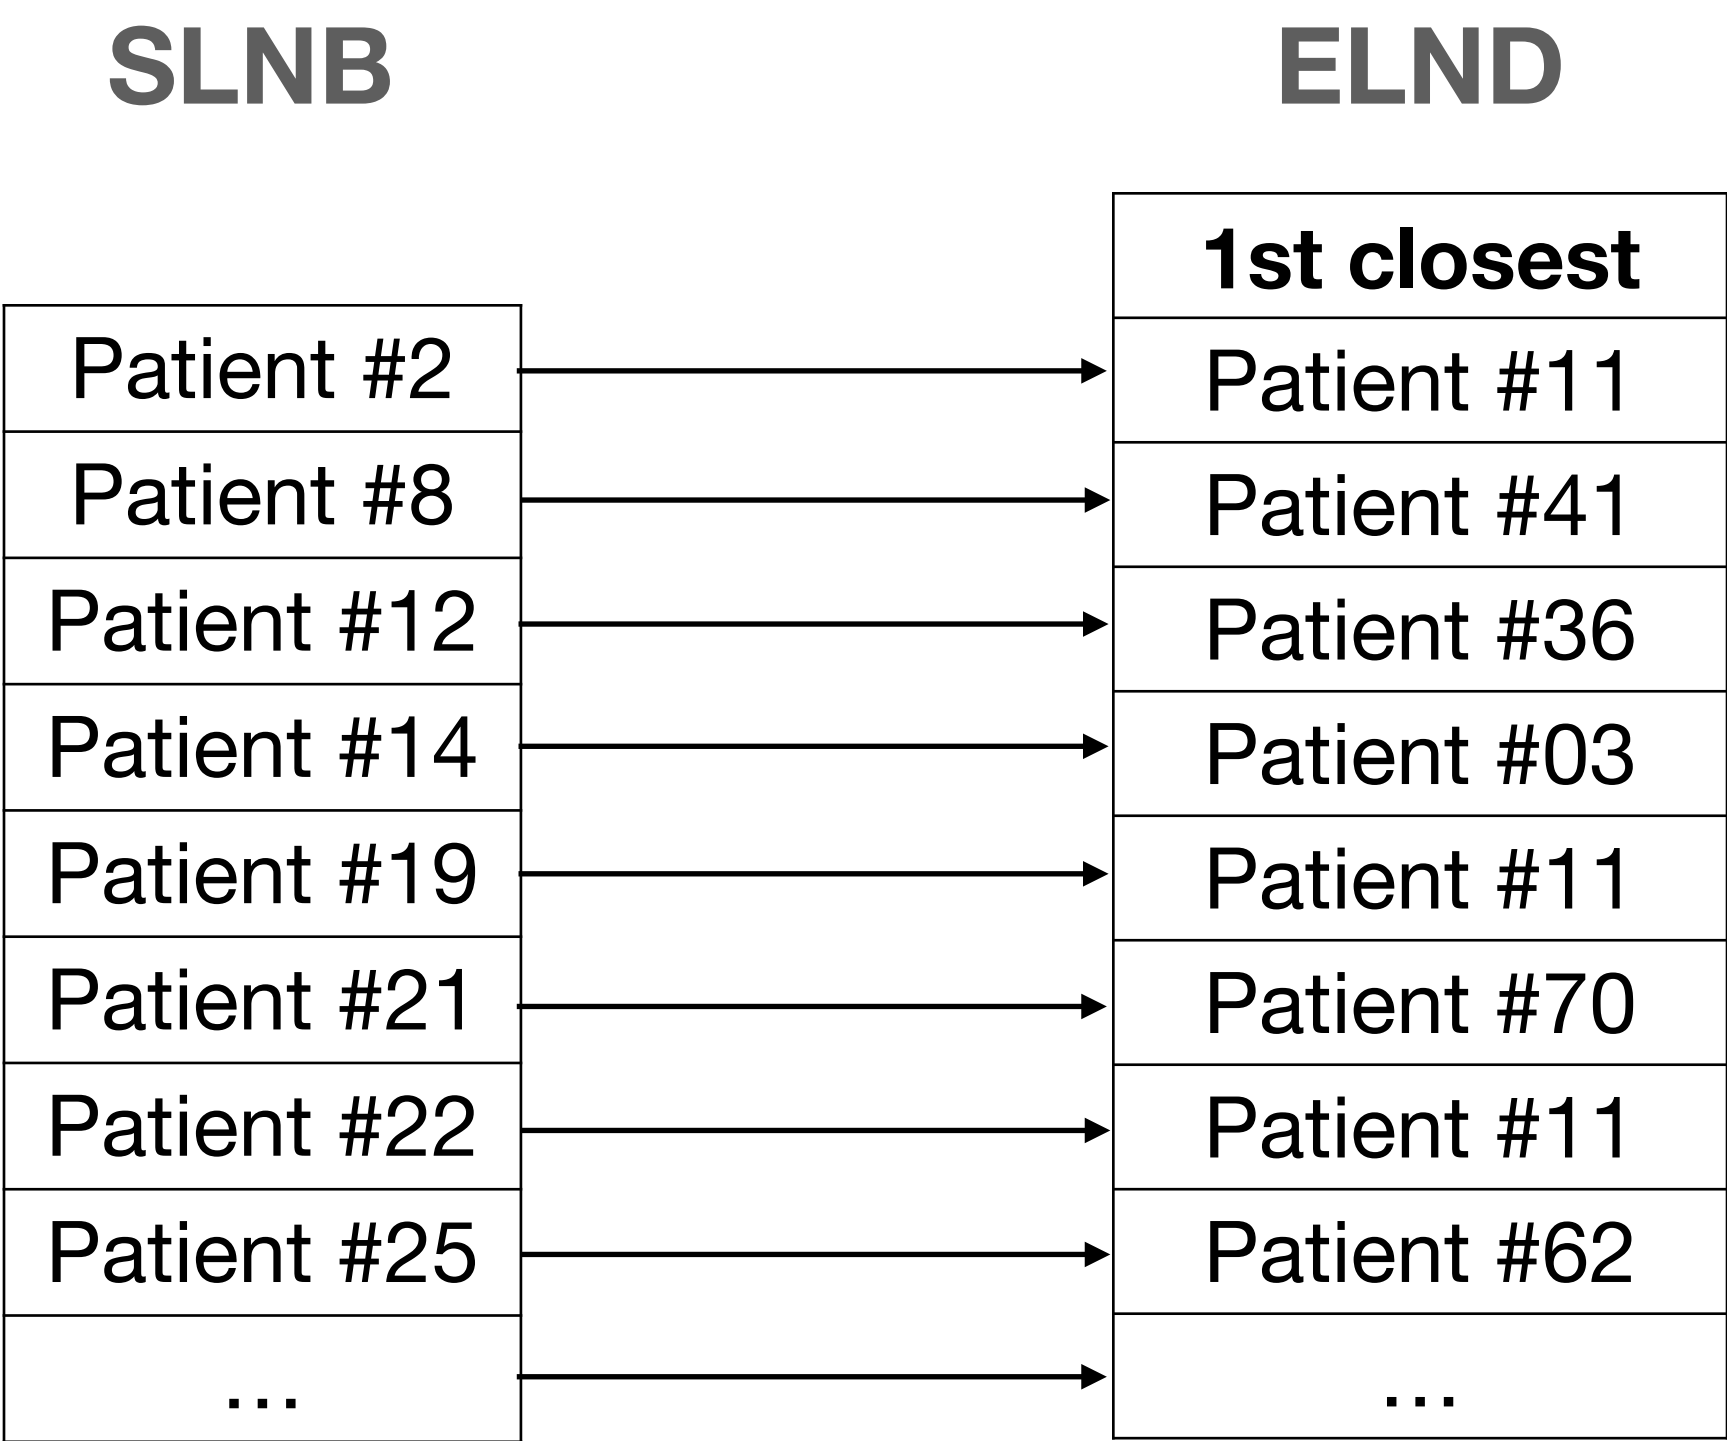 SLNB
ELND
1st closest
Patient #2
Patient #11
Patient #8
Patient #41
Patient #12
Patient #36
Patient #14
Patient #03
Patient #19
Patient #11
Patient #21
Patient #70
Patient #22
Patient #11
Patient #25
Patient #62
...
...